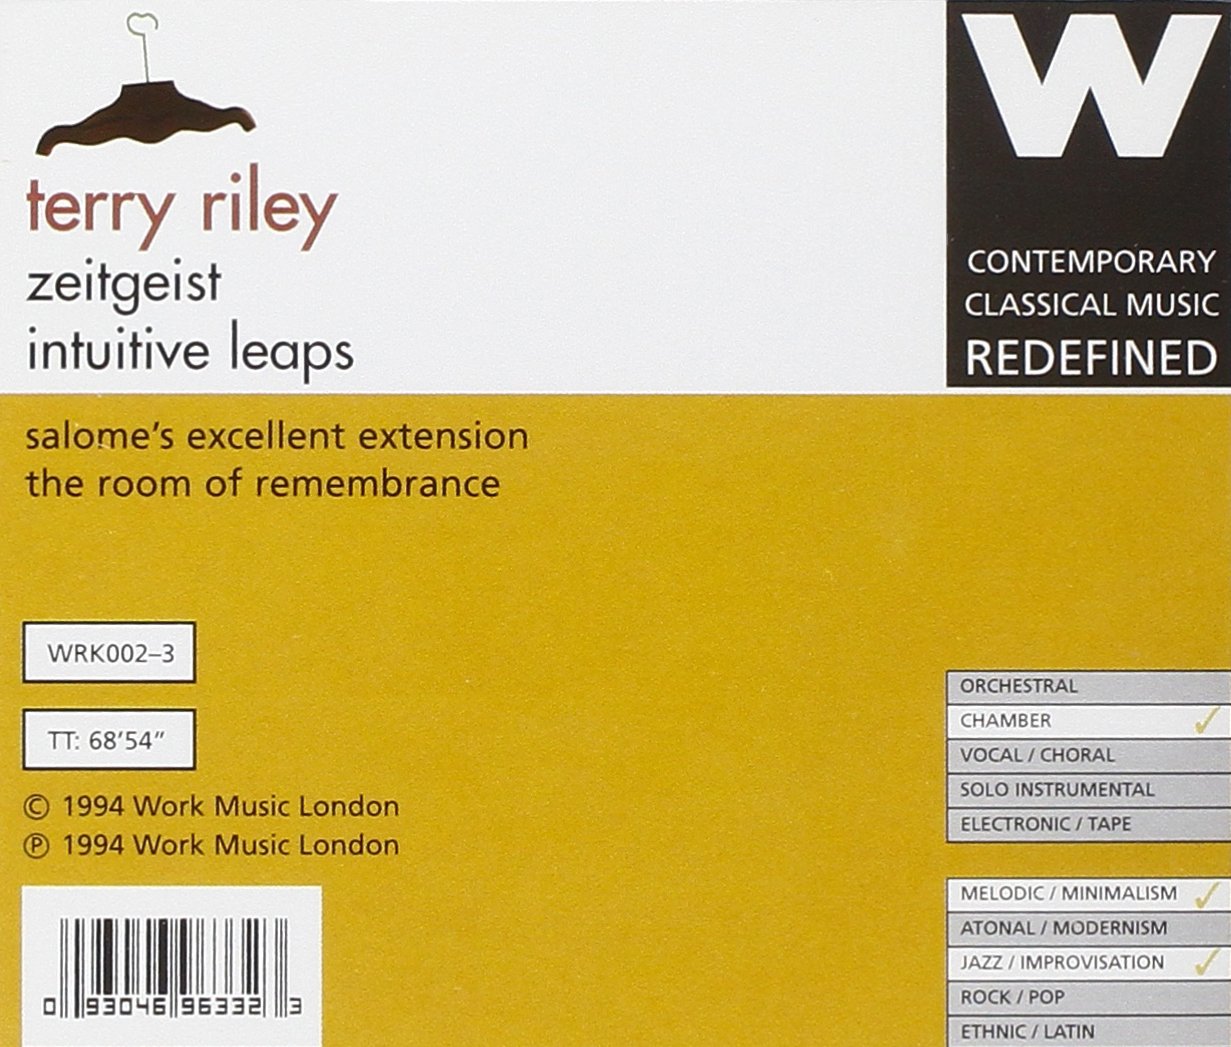 terry riley
zeitgeist
intuitive leaps
W
CONTEMPORARY
CLASSICAL MUSIC
REDEFINED
salome's excellent extension
the room of remembrance
WRK002–3
TT: 68'54"
© 1994 Work Music London
℗ 1994 Work Music London
0 93046 96332 3
ORCHESTRAL
CHAMBER ✓
VOCAL / CHORAL
SOLO INSTRUMENTAL
ELECTRONIC / TAPE
MELODIC / MINIMALISM ✓
ATONAL / MODERNISM
JAZZ / IMPROVISATION ✓
ROCK / POP
ETHNIC / LATIN